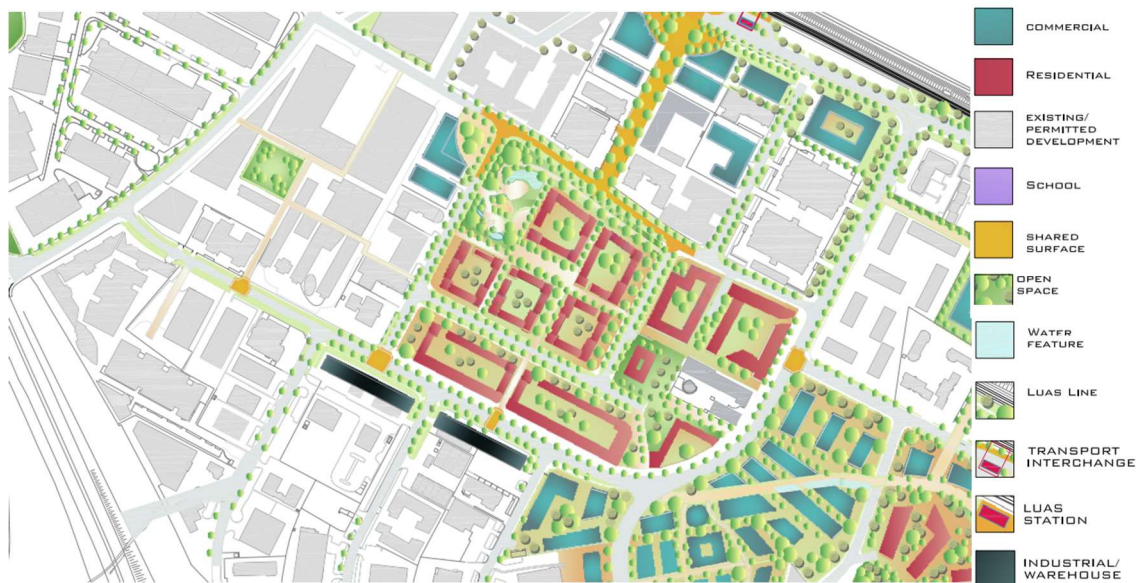 COMMERCIAL
RESIDENTIAL
EXISTING/
PERMITTED
DEVELOPMENT
SCHOOL
SHARED
SURFACE
OPEN
SPACE
WATER
FEATURE
LUAS LINE
TRANSPORT
INTERCHANGE
LUAS
STATION
INDUSTRIAL/
WAREHOUSE